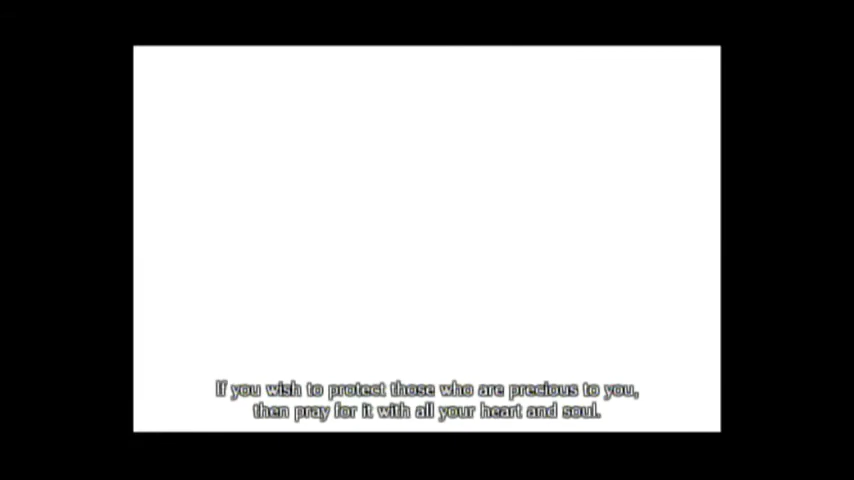 If you wish to protect those who are precious to you,
then pray for it with all your heart and soul.